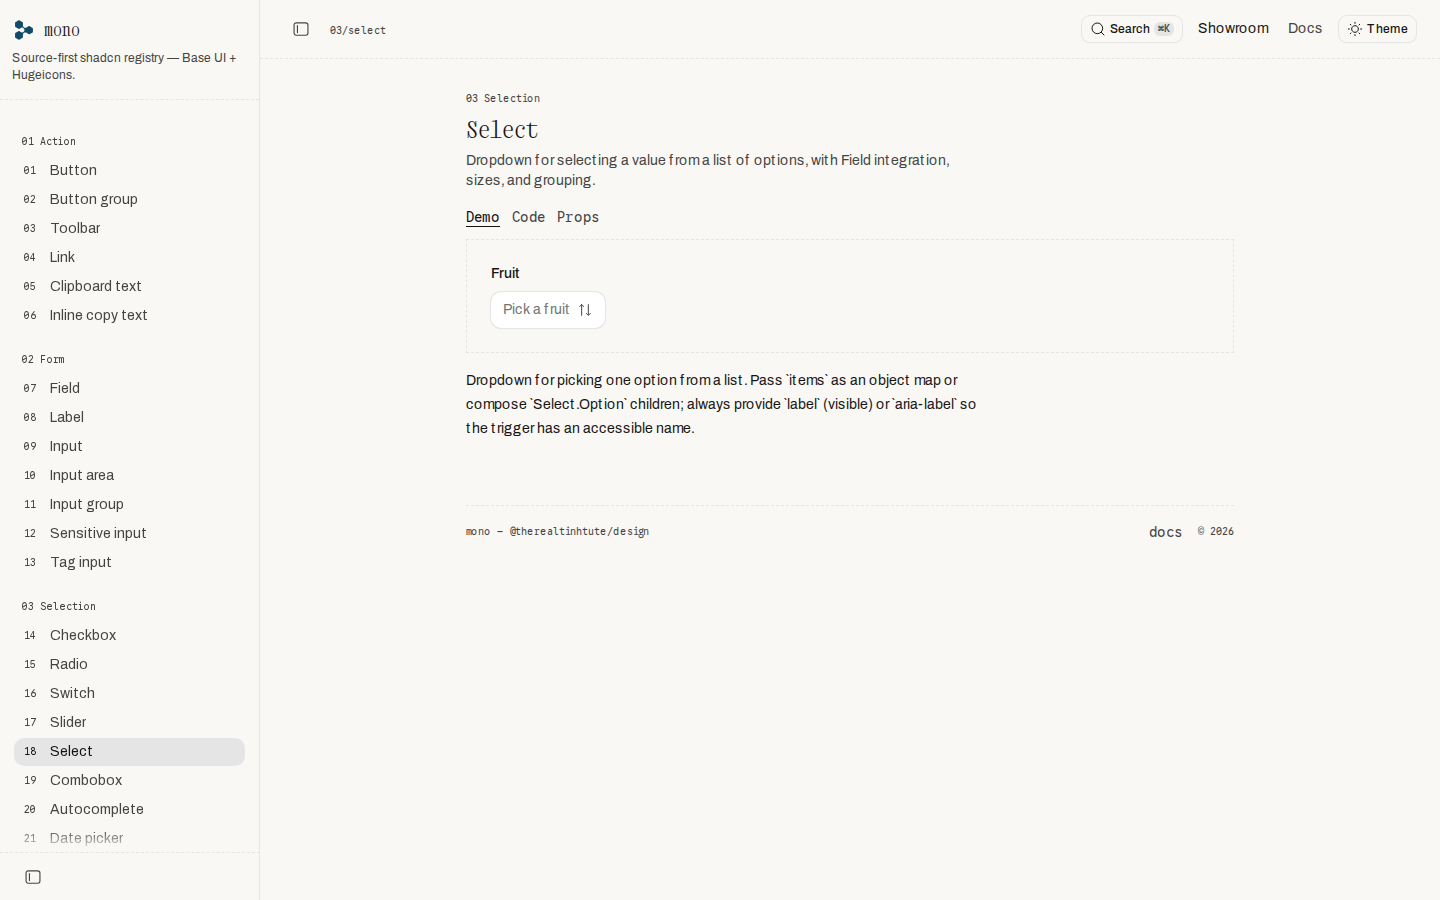 mono
Source-first shadcn registry — Base UI +
Hugeicons.
01 Action
01 Button
02 Button group
03 Toolbar
04 Link
05 Clipboard text
06 Inline copy text
02 Form
07 Field
08 Label
09 Input
10 Input area
11 Input group
12 Sensitive input
13 Tag input
03 Selection
14 Checkbox
15 Radio
16 Switch
17 Slider
18 Select
19 Combobox
20 Autocomplete
21 Date picker
03/select
Search ⌘K
Showroom
Docs
Theme
03 Selection
Select
Dropdown for selecting a value from a list of options, with Field integration,
sizes, and grouping.
Demo Code Props
Fruit
Pick a fruit
Dropdown for picking one option from a list. Pass `items` as an object map or
compose `Select.Option` children; always provide `label` (visible) or `aria-label` so
the trigger has an accessible name.
mono — @therealtinhtute/design
docs © 2026